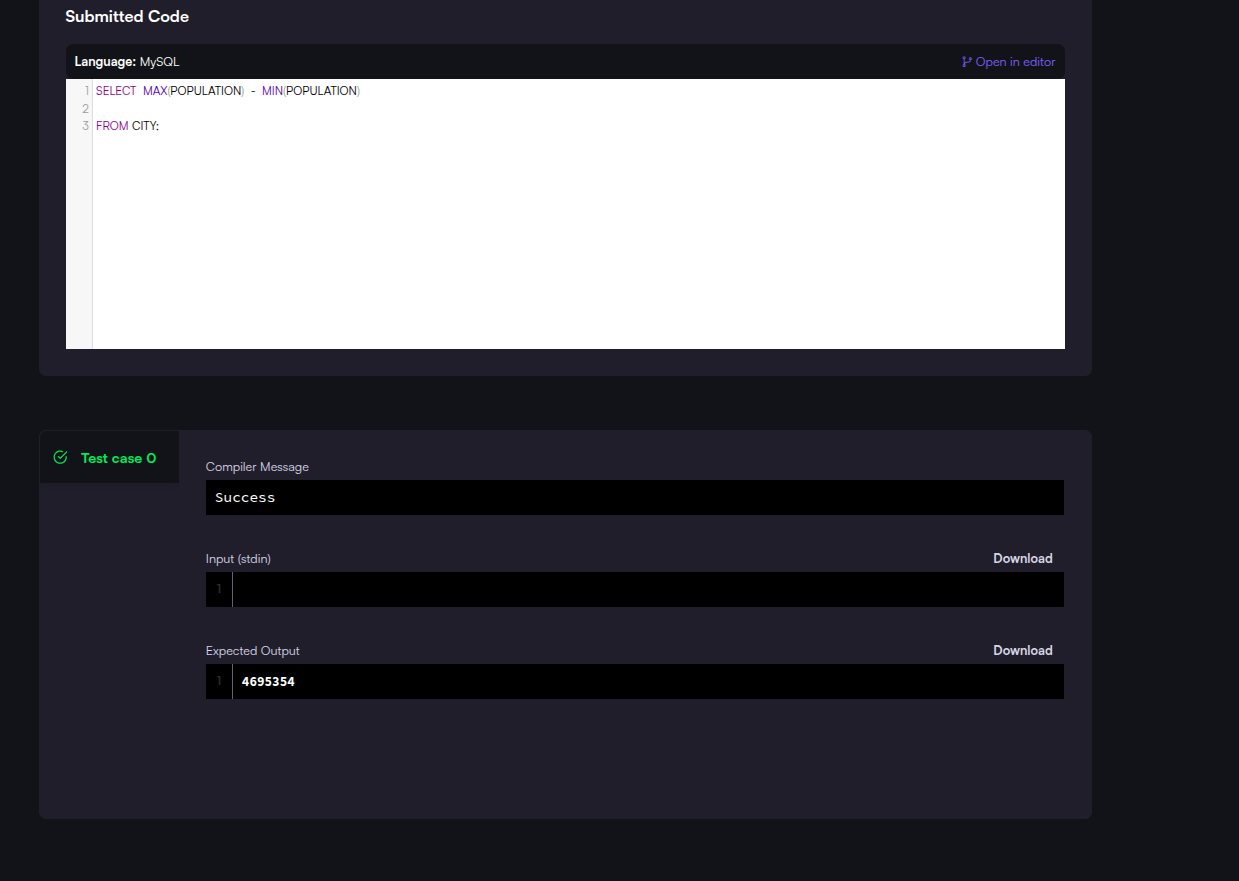 Submitted Code
Language: MySQL
Open in editor
1 SELECT  MAX(POPULATION)  -  MIN(POPULATION)
2
3 FROM CITY;
Test case 0
Compiler Message
Success
Input (stdin)
Download
1
Expected Output
Download
1 4695354